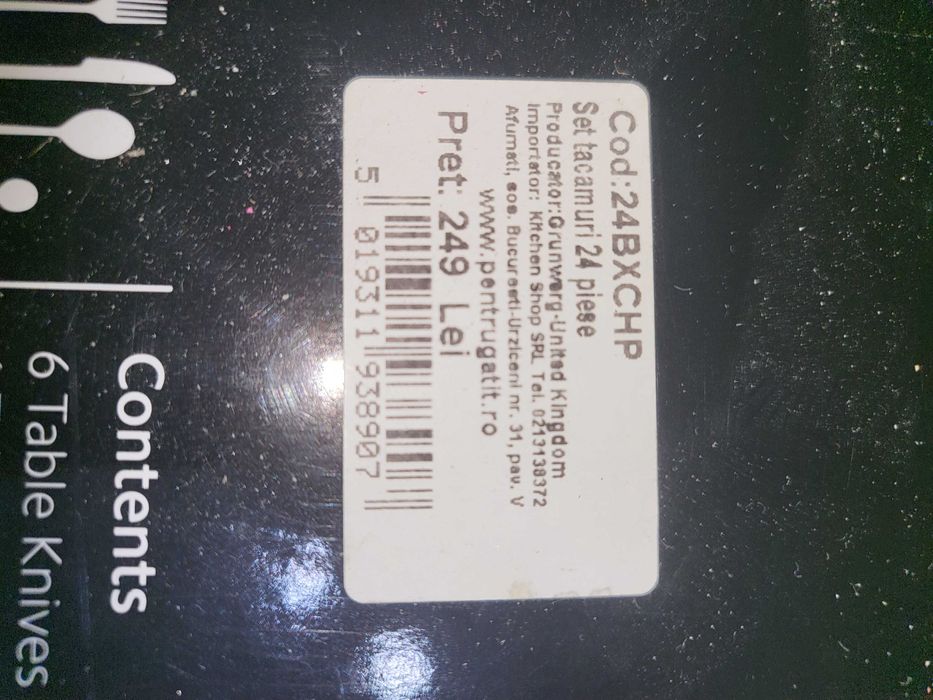 Cod:24BXCHP
Set tacamuri 24 piese
Producator:Grunwerg-United Kingdom
Importator: Kitchen Shop SRL Tel. 0213138372
Afumati, sos. Bucuresti-Urziceni nr. 31, pav. V
www.pentrugatit.ro
Pret: 249 Lei
5 019311 938907
Contents
6 Table Knives